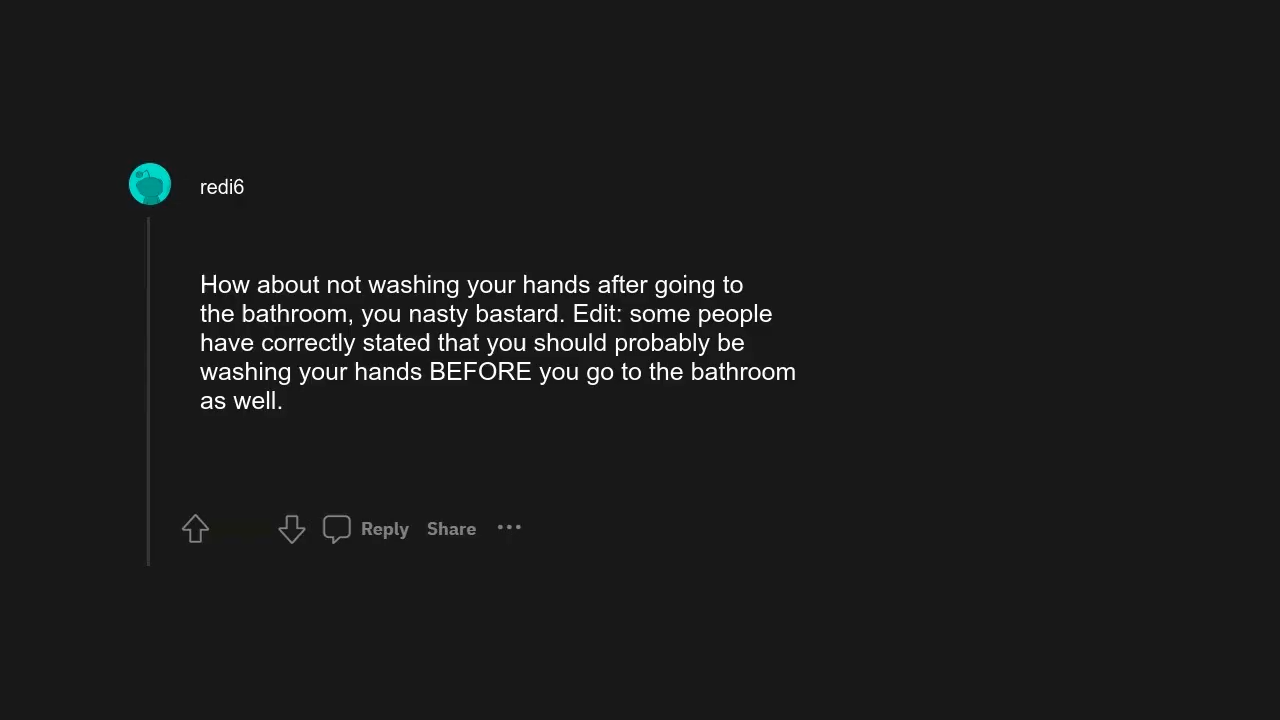 redi6
How about not washing your hands after going to
the bathroom, you nasty bastard. Edit: some people
have correctly stated that you should probably be
washing your hands BEFORE you go to the bathroom
as well.
Reply Share